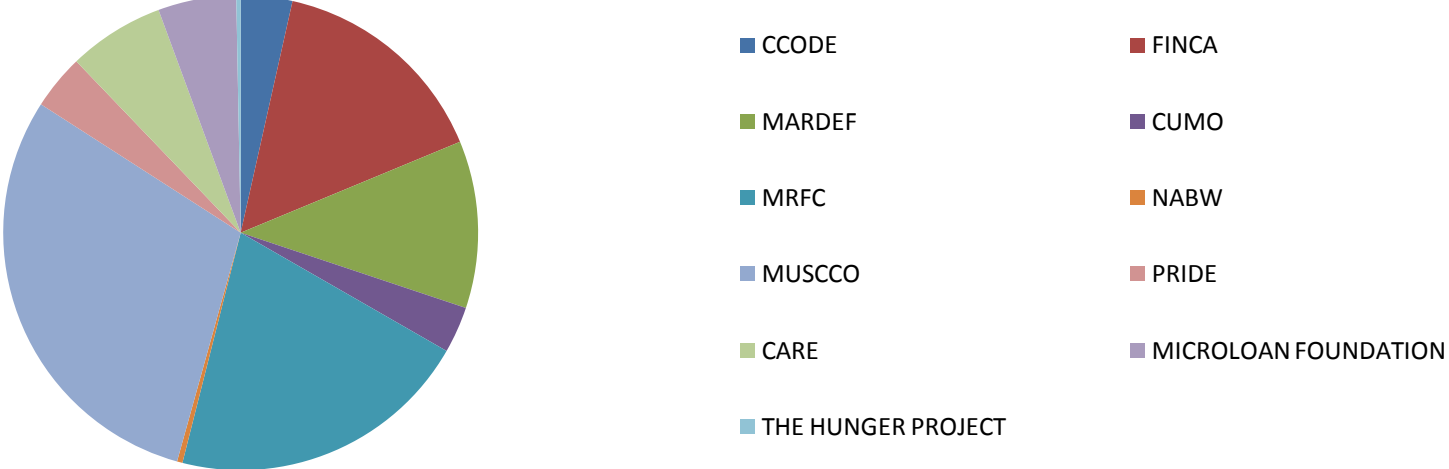 CCODE
FINCA
MARDEF
CUMO
MRFC
NABW
MUSCCO
PRIDE
CARE
MICROLOAN FOUNDATION
THE HUNGER PROJECT